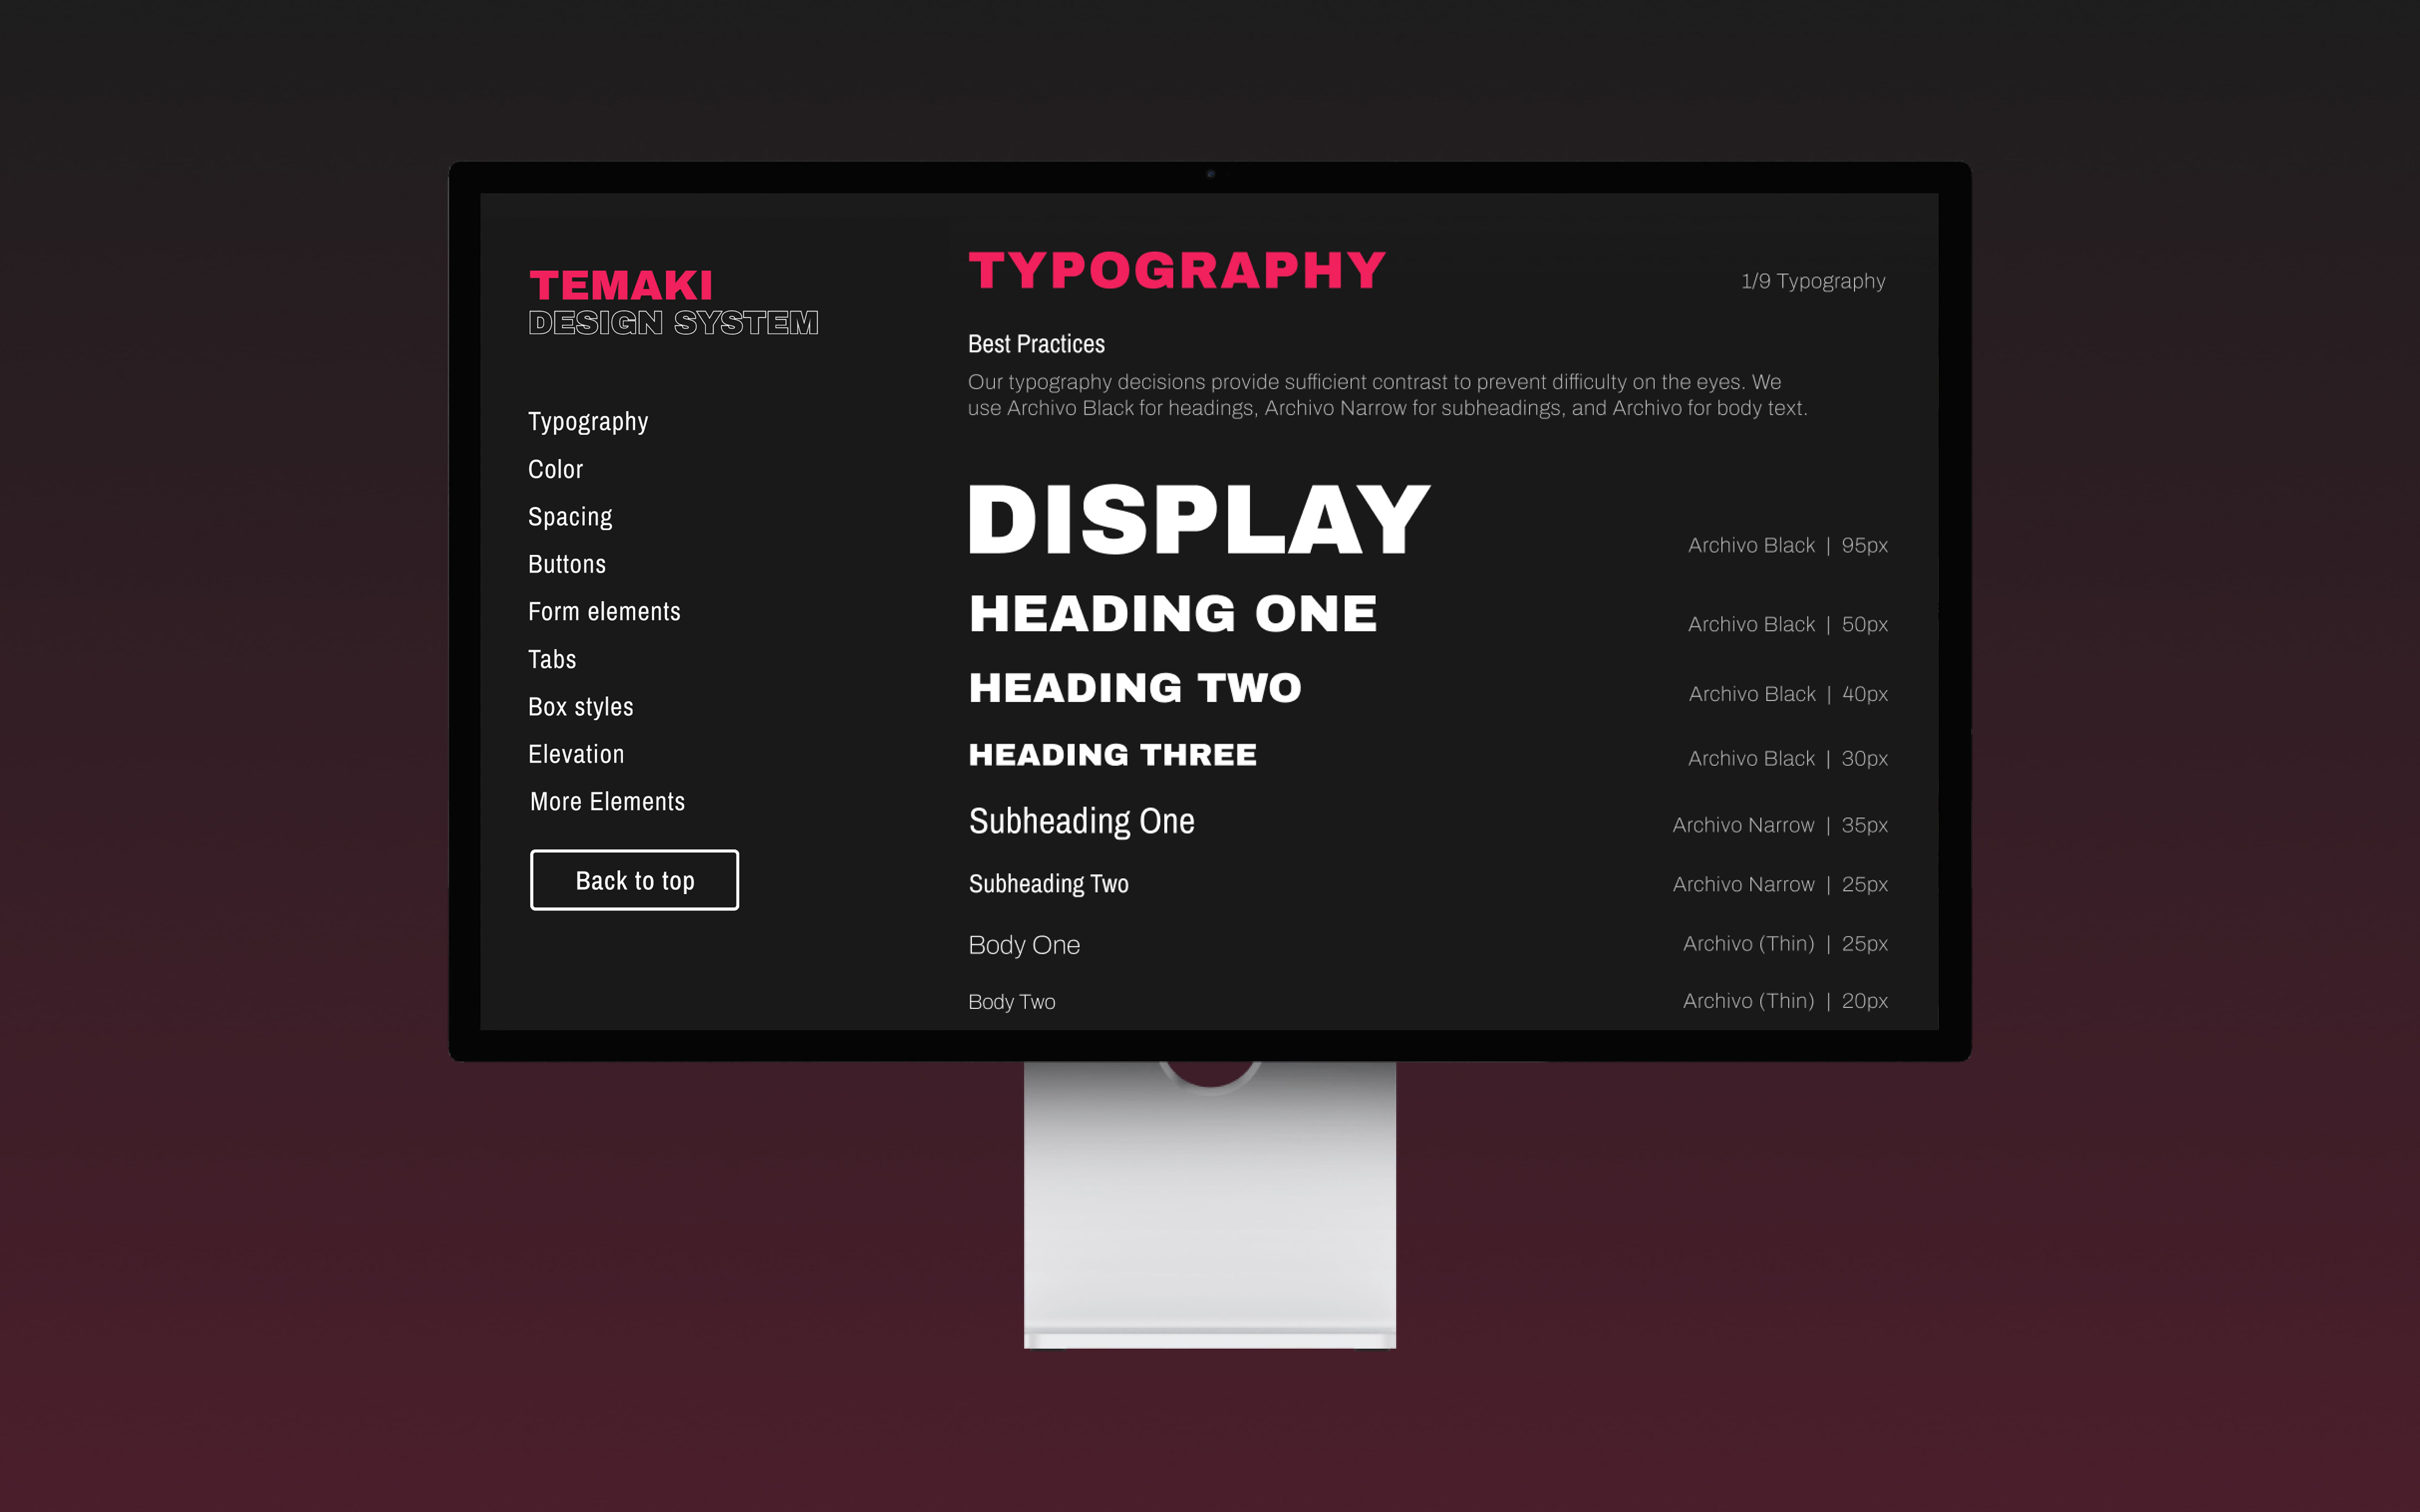 TEMAKI
DESIGN SYSTEM
Typography
Color
Spacing
Buttons
Form elements
Tabs
Box styles
Elevation
More Elements
Back to top
TYPOGRAPHY
1/9 Typography
Best Practices
Our typography decisions provide sufficient contrast to prevent difficulty on the eyes. We
use Archivo Black for headings, Archivo Narrow for subheadings, and Archivo for body text.
DISPLAY
Archivo Black | 95px
HEADING ONE
Archivo Black | 50px
HEADING TWO
Archivo Black | 40px
HEADING THREE
Archivo Black | 30px
Subheading One
Archivo Narrow | 35px
Subheading Two
Archivo Narrow | 25px
Body One
Archivo (Thin) | 25px
Body Two
Archivo (Thin) | 20px